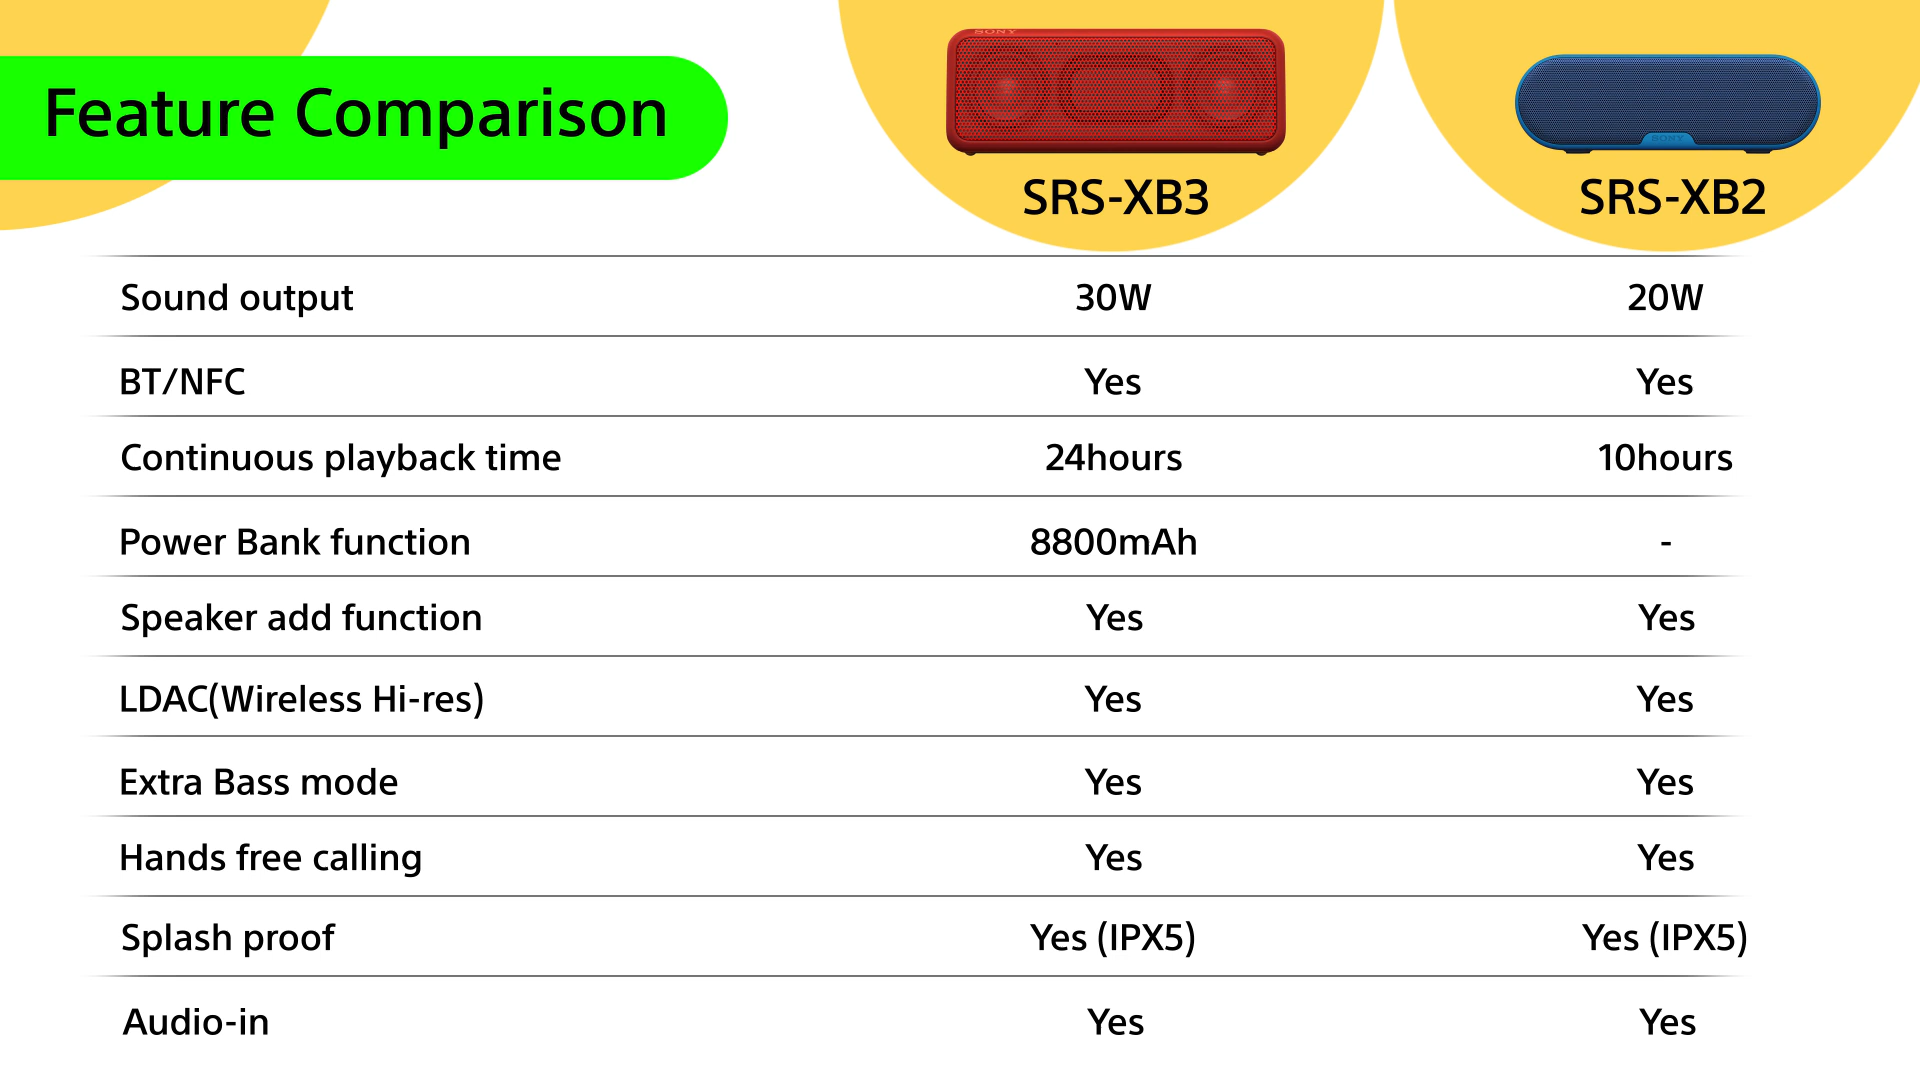 SONY
Feature Comparison
SONY
SRS-XB3 SRS-XB2
Sound output 30W 20W
BT/NFC Yes Yes
Continuous playback time 24hours 10hours
Power Bank function 8800mAh -
Speaker add function Yes Yes
LDAC(Wireless Hi-res) Yes Yes
Extra Bass mode Yes Yes
Hands free calling Yes Yes
Splash proof Yes (IPX5) Yes (IPX5)
Audio-in Yes Yes